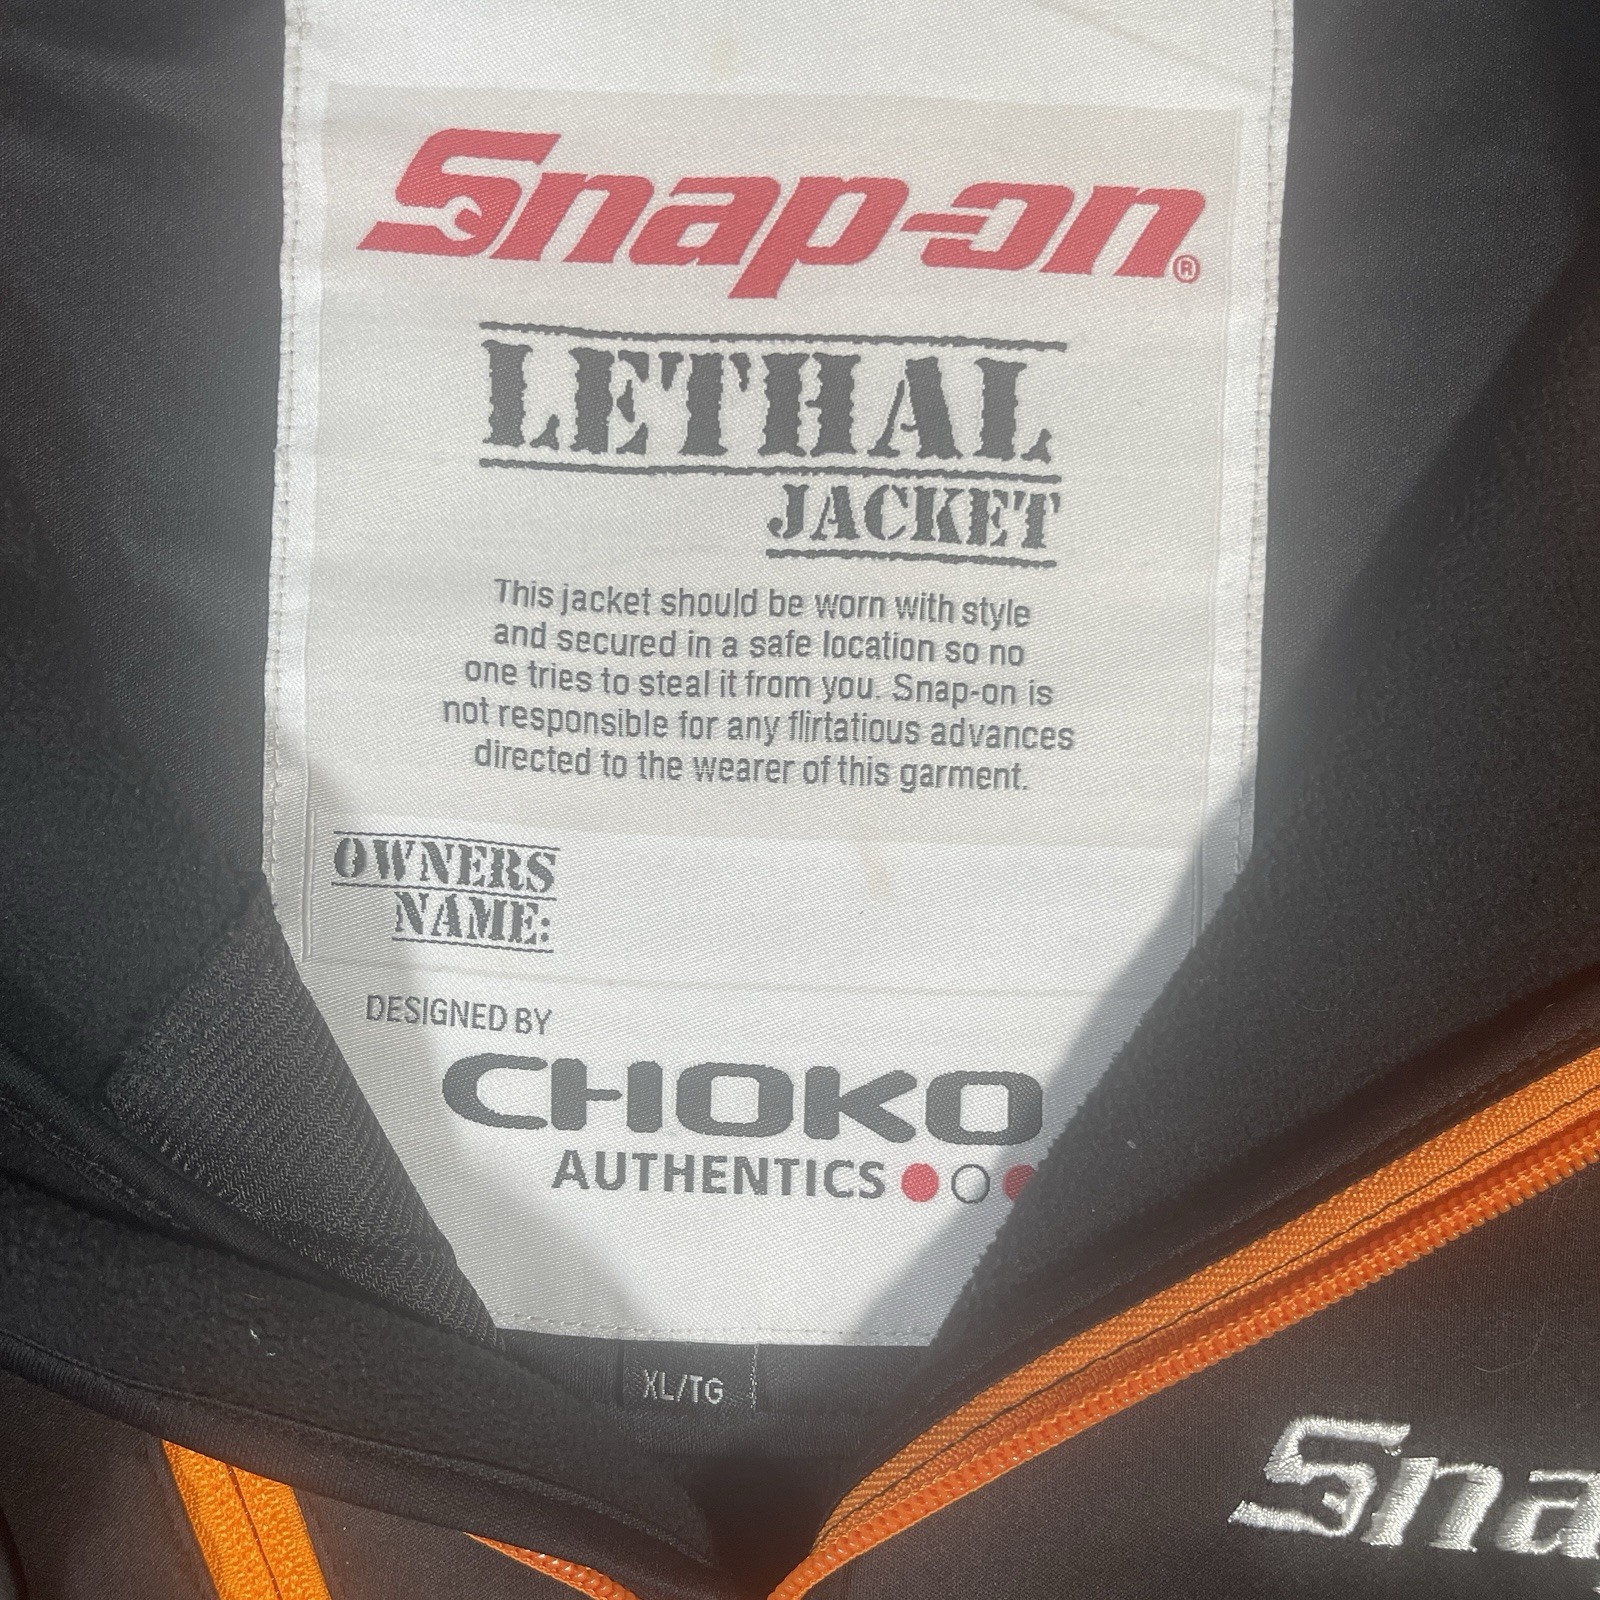 Snap-on®
LETHAL
JACKET
This jacket should be worn with style
and secured in a safe location so no
one tries to steal it from you. Snap-on is
not responsible for any flirtatious advances
directed to the wearer of this garment.
OWNERS
NAME:
DESIGNED BY
CHOKO
AUTHENTICS
XL/TG
Sna